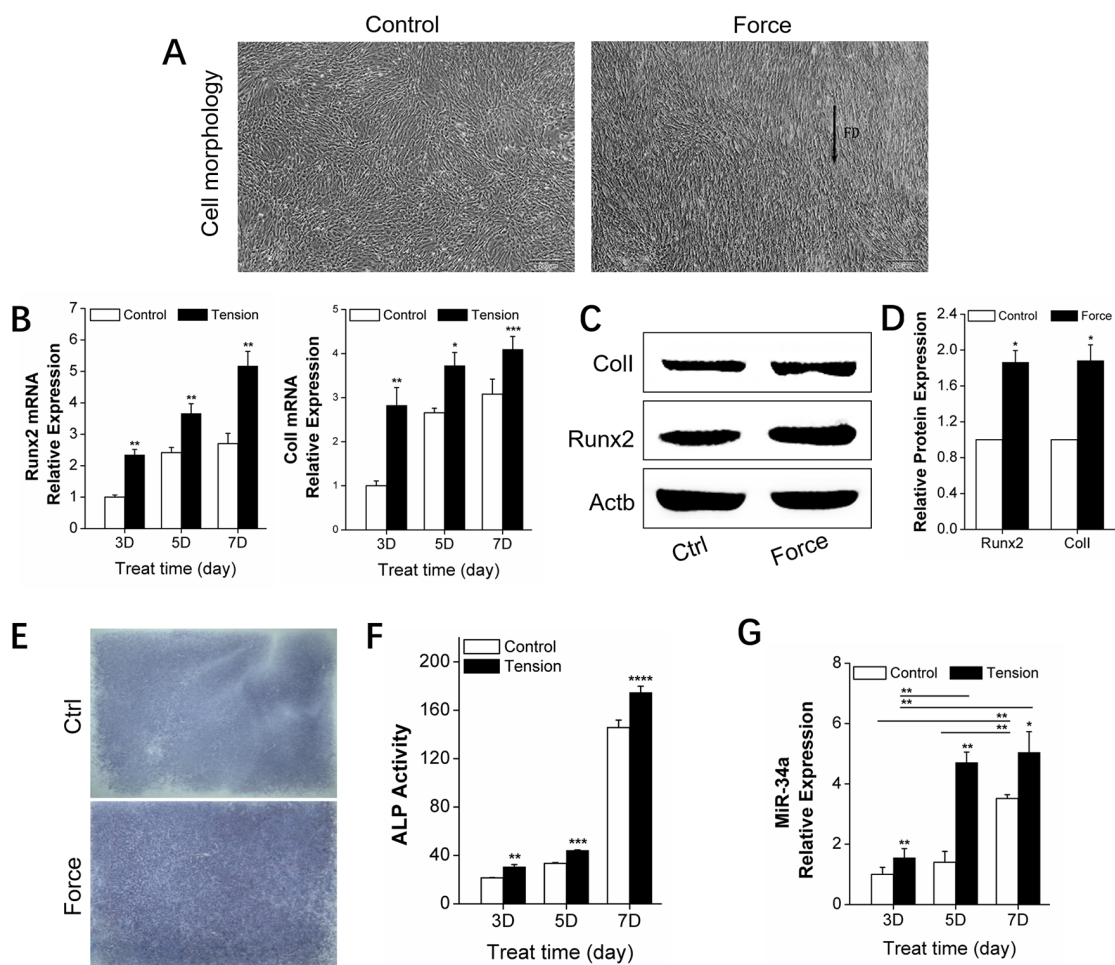 Control
Force
A
Cell morphology
FD
B
Control
Tension
Runx2 mRNA
Relative Expression
7
6
5
4
3
2
1
0
3D
5D
7D
**
**
**
Treat time (day)
Control
Tension
Coll mRNA
Relative Expression
5
4
3
2
1
0
3D
5D
7D
**
*
***
Treat time (day)
C
Coll
Runx2
Actb
Ctrl
Force
D
Control
Force
Relative Protein Expression
2.4
2.0
1.6
1.2
0.8
0.4
0.0
*
*
Runx2
Coll
E
Ctrl
Force
F
Control
Tension
ALP Activity
200
160
120
80
40
0
**
***
****
3D
5D
7D
Treat time (day)
G
Control
Tension
MiR-34a
Relative Expression
8
6
4
2
0
**
**
**
**
**
**
*
3D
5D
7D
Treat time (day)